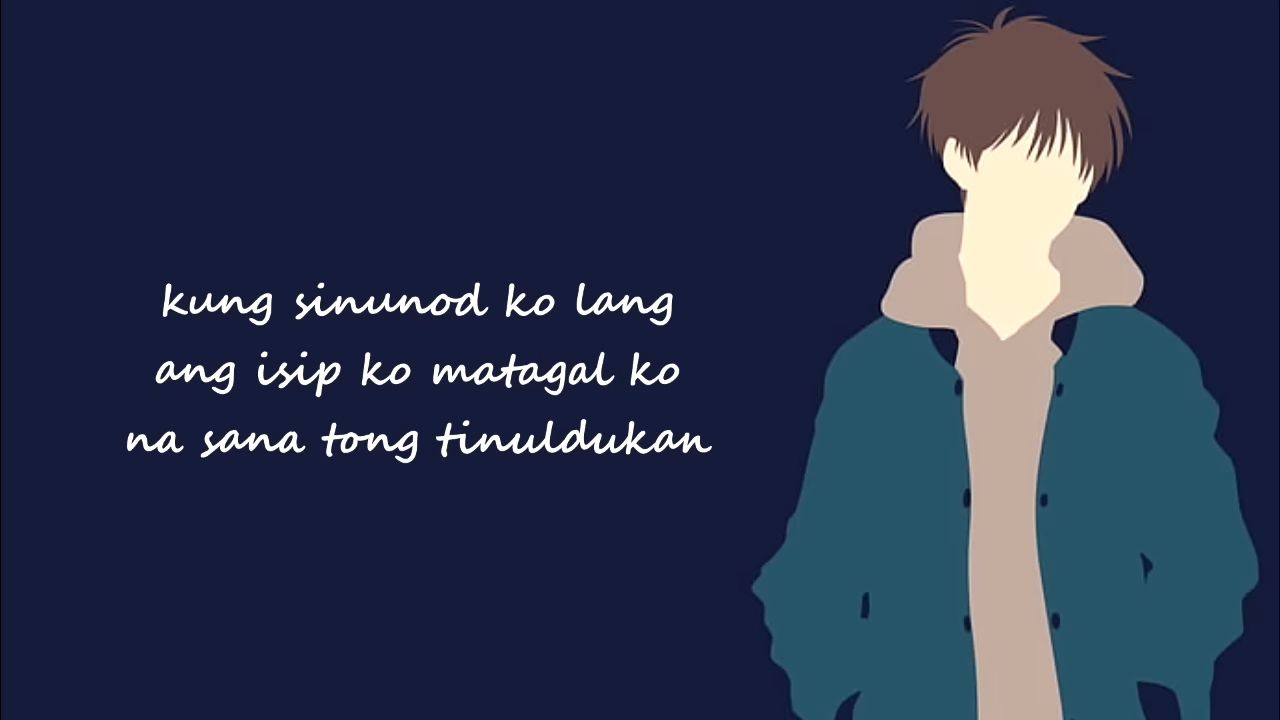 kung sinunod ko lang
ang isip ko matagal ko
na sana tong tinuldukan